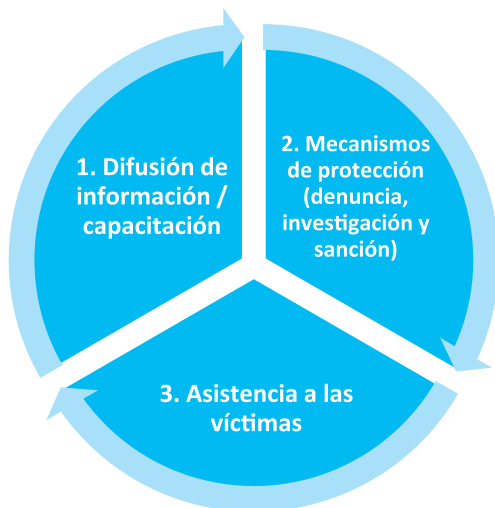 1. Difusión de
información /
capacitación
2. Mecanismos
de protección
(denuncia,
investigación y
sanción)
3. Asistencia a las
víctimas